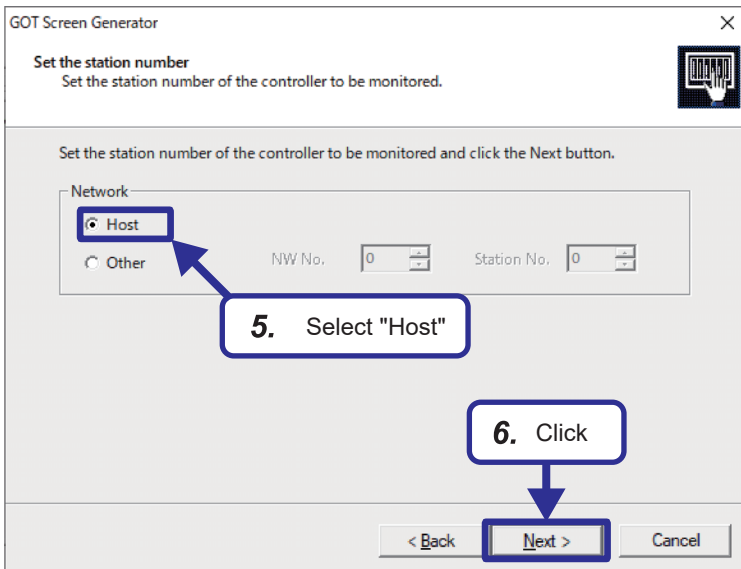 GOT Screen Generator
Set the station number
Set the station number of the controller to be monitored.
Set the station number of the controller to be monitored and click the Next button.
Network
Host
Other NW No. 0 Station No. 0
5. Select "Host"
6. Click
< Back Next > Cancel